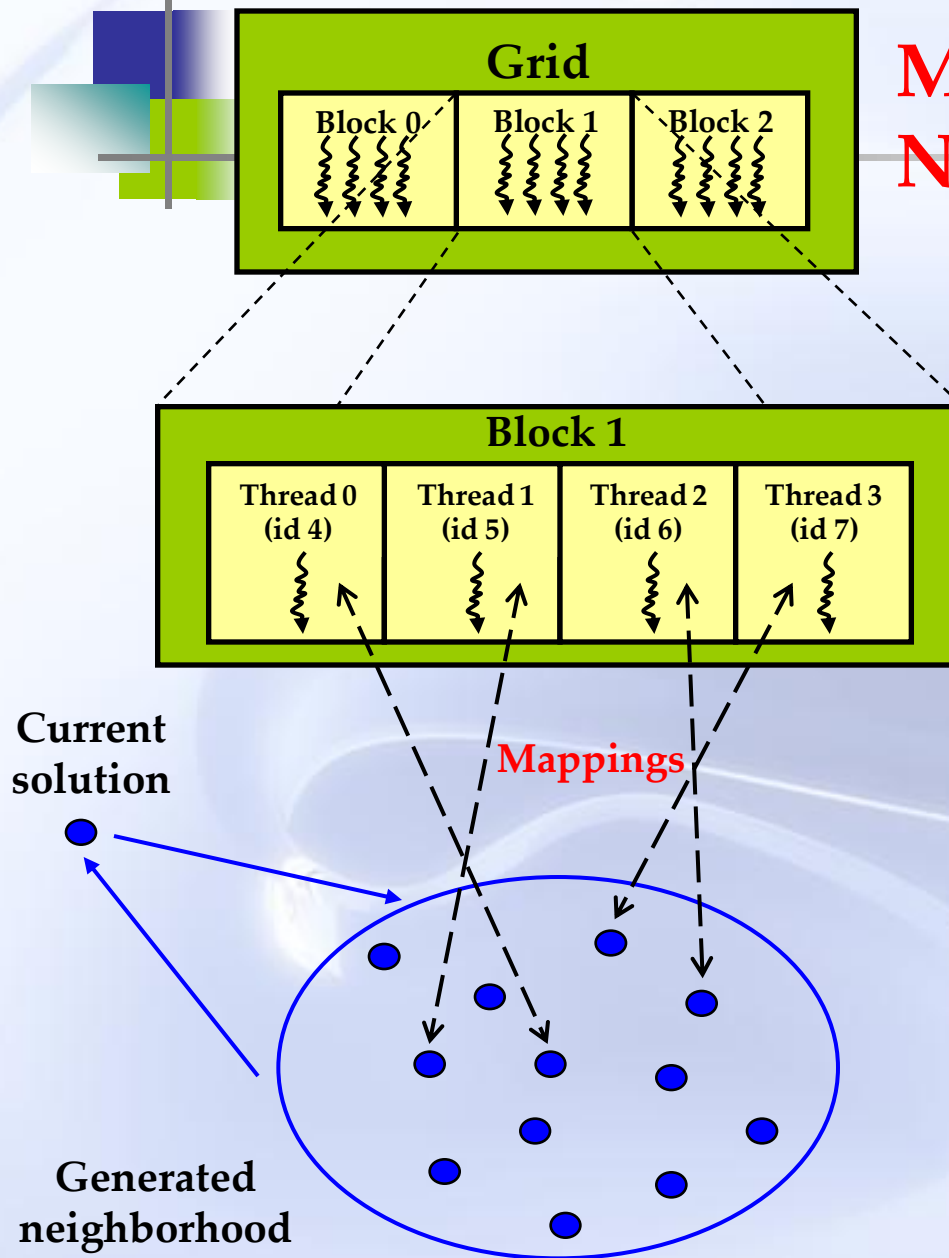 Grid
M
N
Block 0 Block 1 Block 2
Block 1
Thread 0 Thread 1 Thread 2 Thread 3
(id 4) (id 5) (id 6) (id 7)
Current
solution
Mappings
Generated
neighborhood